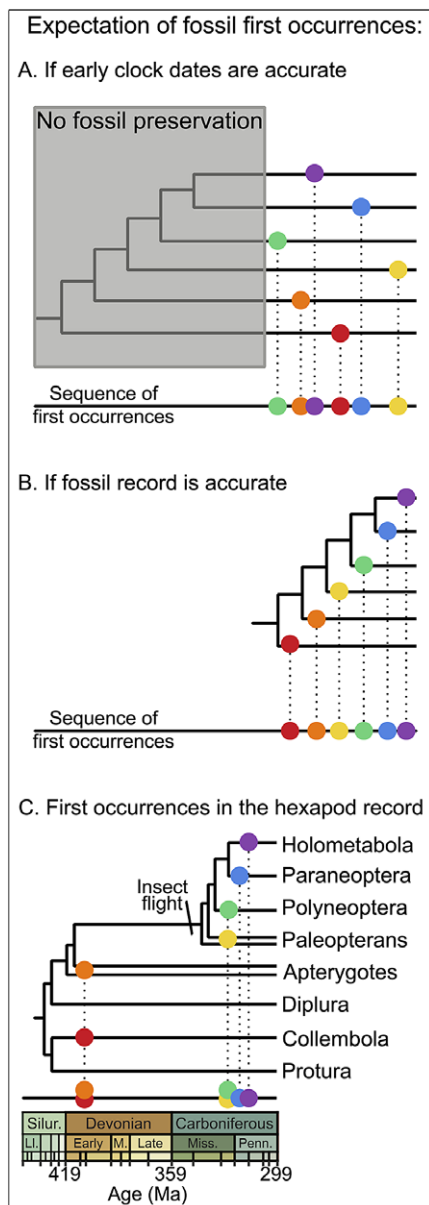 Expectation of fossil first occurrences:
A. If early clock dates are accurate
No fossil preservation
Sequence of
first occurrences
B. If fossil record is accurate
Sequence of
first occurrences
C. First occurrences in the hexapod record
Holometabola
Insect
flight
Paraneoptera
Polyneoptera
Paleopterans
Apterygotes
Diplura
Collembola
Protura
Silur. Devonian Carboniferous
Ll. Early M. Late Miss. Penn.
419 359 299
Age (Ma)